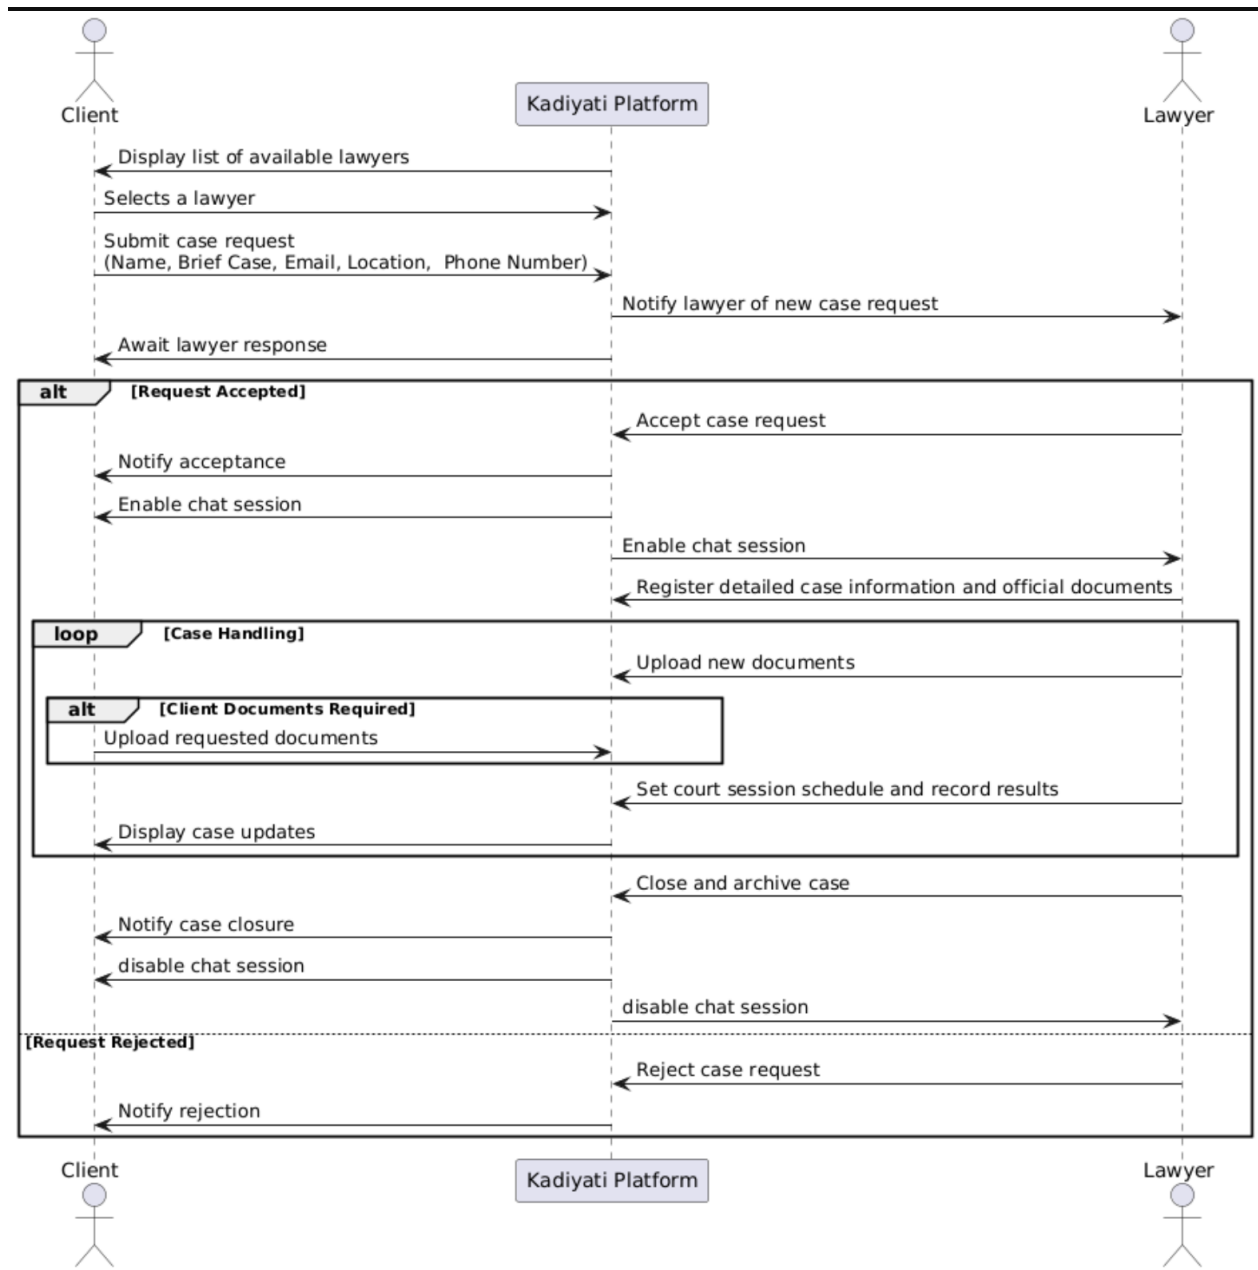 Client
Kadiyati Platform
Lawyer
Display list of available lawyers
Selects a lawyer
Submit case request
(Name, Brief Case, Email, Location,  Phone Number)
Notify lawyer of new case request
Await lawyer response
alt
[Request Accepted]
Accept case request
Notify acceptance
Enable chat session
Enable chat session
Register detailed case information and official documents
loop
[Case Handling]
Upload new documents
alt
[Client Documents Required]
Upload requested documents
Set court session schedule and record results
Display case updates
Close and archive case
Notify case closure
disable chat session
disable chat session
[Request Rejected]
Reject case request
Notify rejection
Client
Kadiyati Platform
Lawyer